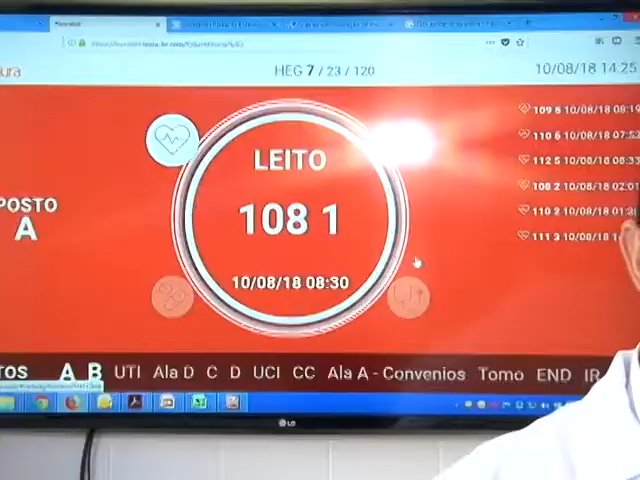 HEG 7 / 23 / 120
10/08/18 14:25
LEITO
108 1
10/08/18 08:30
POSTO
A
109 6 10/08/18 08:19
110 6 10/08/18 07:53
112 5 10/08/18 08:33
108 2 10/08/18 02:01
110 2 10/08/18 01:3
111 3 10/08/18 1
A B UTI Ala D C D UCI CC Ala A - Convenios Tomo END IR
LG